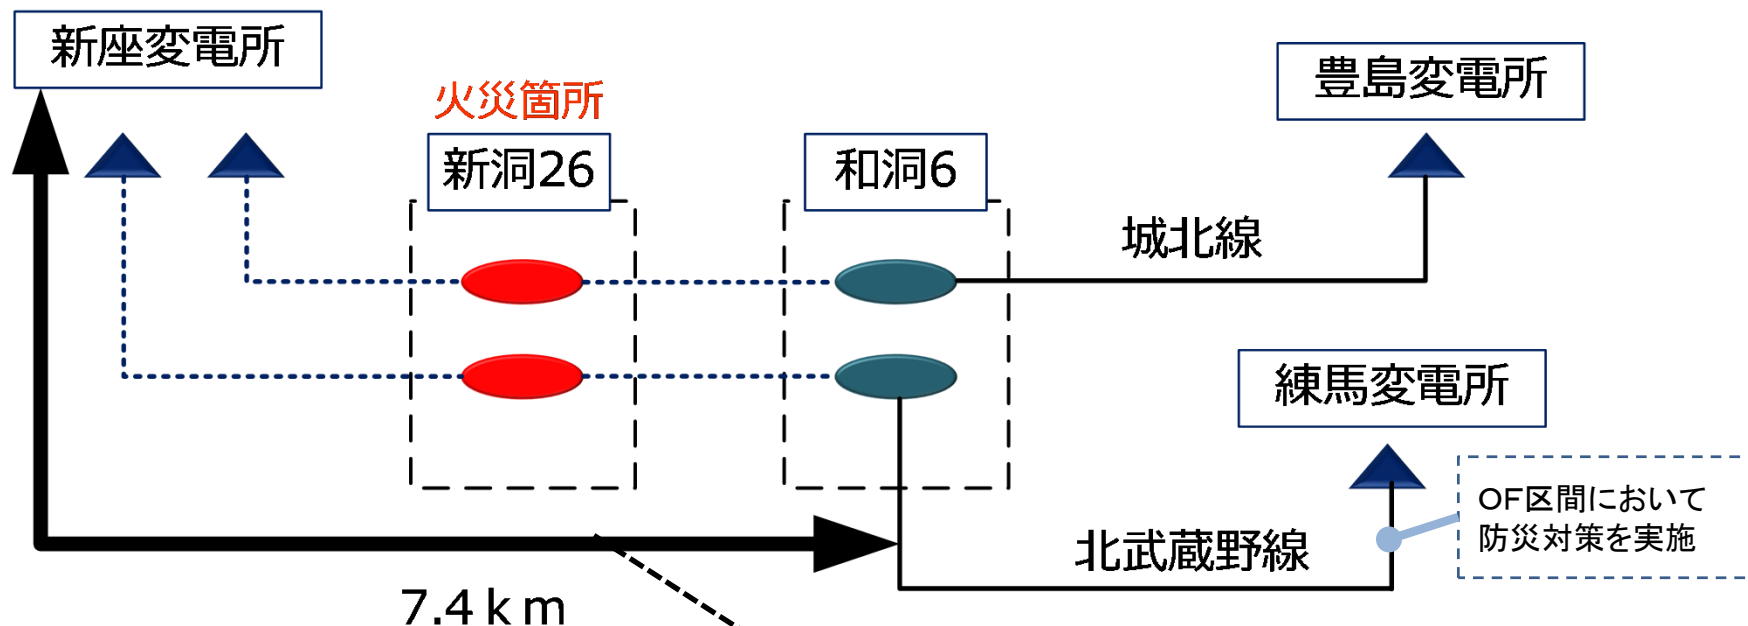 新座変電所
火災箇所
新洞26
和洞6
豊島変電所
城北線
練馬変電所
OF区間において
防災対策を実施
北武蔵野線
7.4km